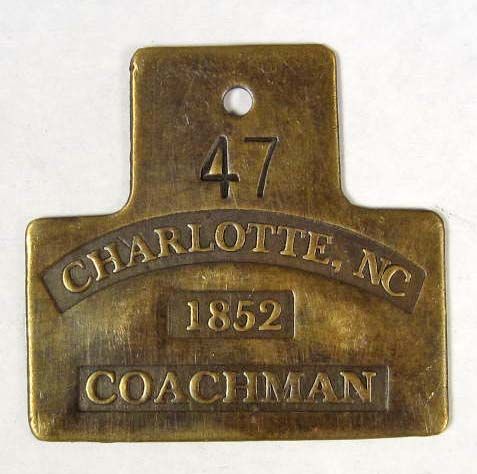 47
CHARLOTTE, NC
1852
COACHMAN